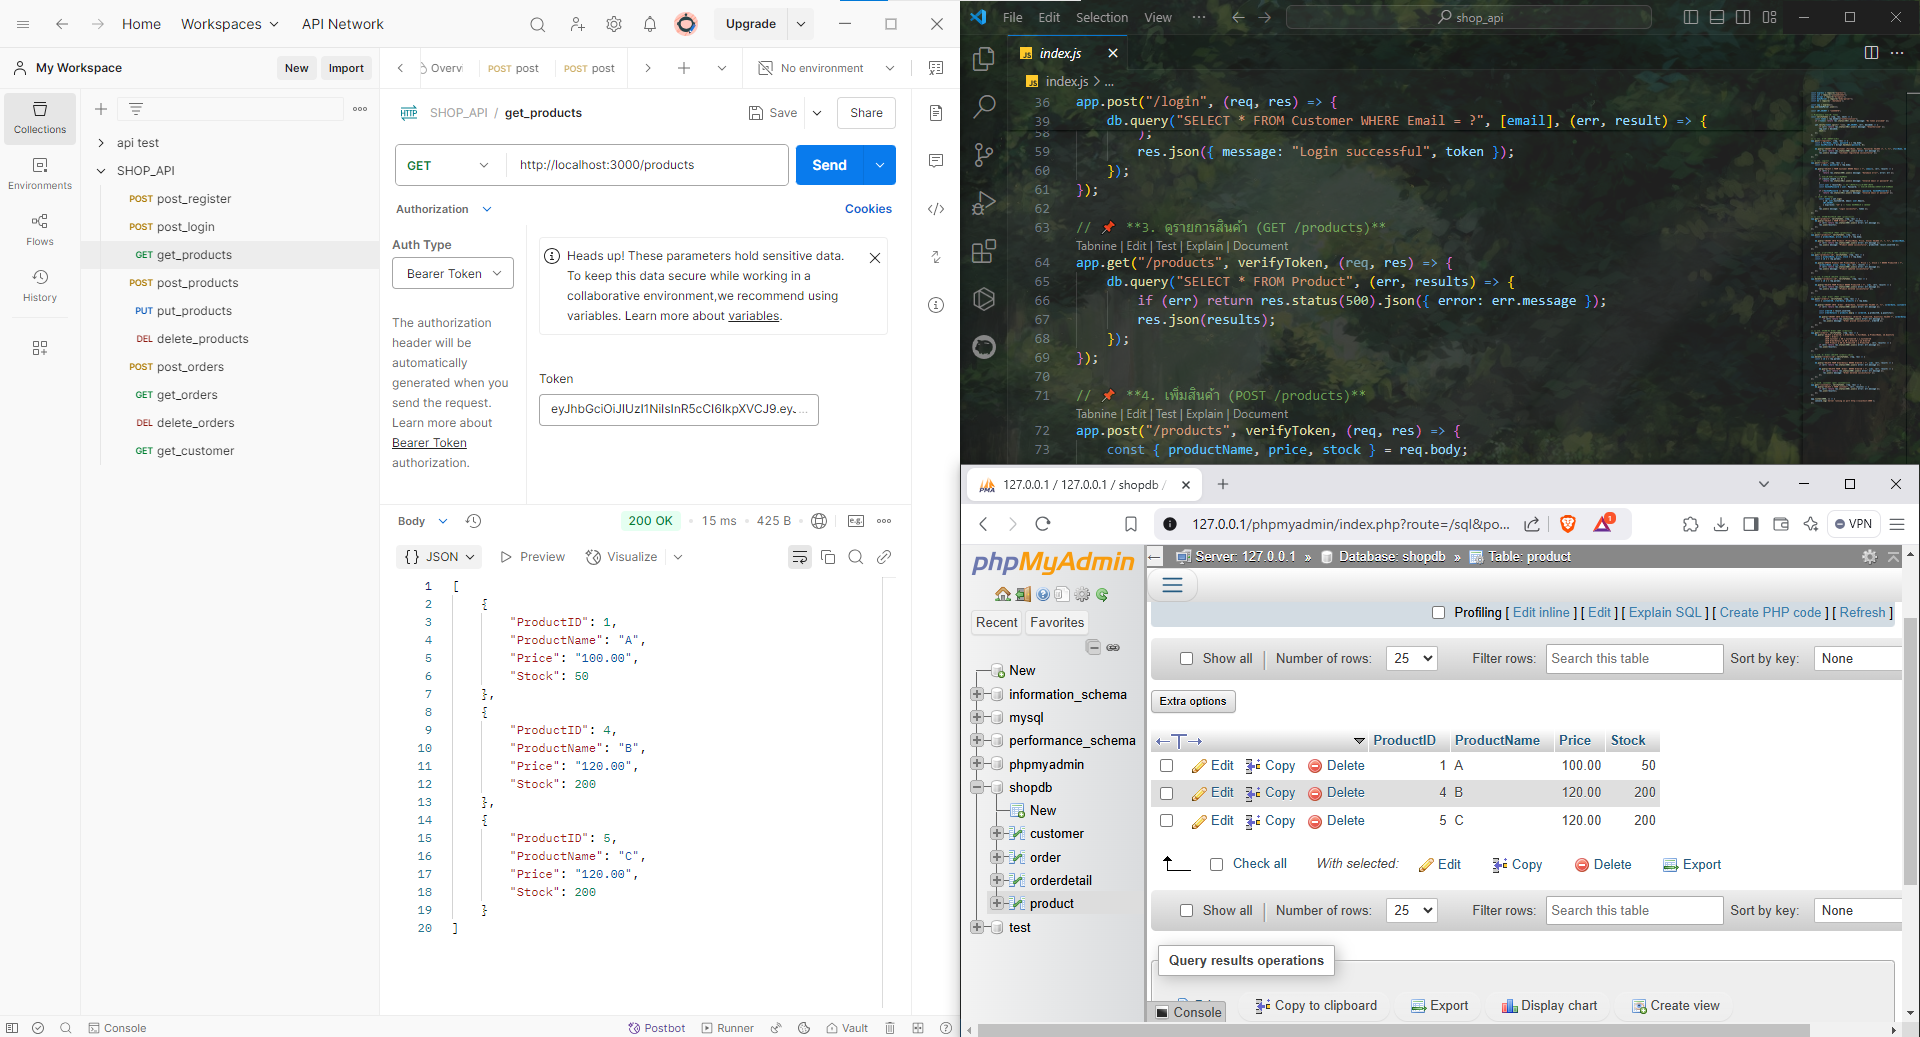 Home
Workspaces
API Network
Upgrade
My Workspace
New
Import
Overvi
POST post
POST post
No environment
Collections
Environments
Flows
History
api test
SHOP_API
POST post_register
POST post_login
GET get_products
POST post_products
PUT put_products
DEL delete_products
POST post_orders
GET get_orders
DEL delete_orders
GET get_customer
HTTP SHOP_API / get_products
Save
Share
GET
http://localhost:3000/products
Send
Authorization
Cookies
Auth Type
Bearer Token
The authorization
header will be
automatically
generated when you
send the request.
Learn more about
Bearer Token
authorization.
Heads up! These parameters hold sensitive data.
To keep this data secure while working in a
collaborative environment,we recommend using
variables. Learn more about variables.
Token
Body
200 OK • 15 ms • 425 B
e.g.
{} JSON
Preview
Visualize
1 [
2 {
3 "ProductID": 1,
4 "ProductName": "A",
5 "Price": "100.00",
6 "Stock": 50
7 },
8 {
9 "ProductID": 4,
10 "ProductName": "B",
11 "Price": "120.00",
12 "Stock": 200
13 },
14 {
15 "ProductID": 5,
16 "ProductName": "C",
17 "Price": "120.00",
18 "Stock": 200
19 }
20 ]
Console
Postbot
Runner
Vault
File Edit Selection View ...
shop_api
JS index.js
JS index.js > ...
36 app.post("/login", (req, res) => {
39 db.query("SELECT * FROM Customer WHERE Email = ?", [email], (err, result) => {
58 );
59 res.json({ message: "Login successful", token });
60 });
61 });
62
63 // 📌 **3. ดูรายการสินค้า (GET /products)**
Tabnine | Edit | Test | Explain | Document
64 app.get("/products", verifyToken, (req, res) => {
65 db.query("SELECT * FROM Product", (err, results) => {
66 if (err) return res.status(500).json({ error: err.message });
67 res.json(results);
68 });
69 });
70
71 // 📌 **4. เพิ่มสินค้า (POST /products)**
Tabnine | Edit | Test | Explain | Document
72 app.post("/products", verifyToken, (req, res) => {
73 const { productName, price, stock } = req.body;
PMA 127.0.0.1 / 127.0.0.1 / shopdb /
127.0.0.1/phpmyadmin/index.php?route=/sql&po...
1
VPN
phpMyAdmin
Recent
Favorites
New
information_schema
mysql
performance_schema
phpmyadmin
shopdb
New
customer
order
orderdetail
product
test
Server: 127.0.0.1 » Database: shopdb » Table: product
Profiling [ Edit inline ] [ Edit ] [ Explain SQL ] [ Create PHP code ] [ Refresh ]
Show all | Number of rows: 25 Filter rows: Search this table Sort by key: None
Extra options
ProductID ProductName Price Stock
Edit Copy Delete 1 A 100.00 50
Edit Copy Delete 4 B 120.00 200
Edit Copy Delete 5 C 120.00 200
Check all With selected: Edit Copy Delete Export
Show all | Number of rows: 25 Filter rows: Search this table Sort by key: None
Query results operations
Copy to clipboard Export Display chart Create view
Console